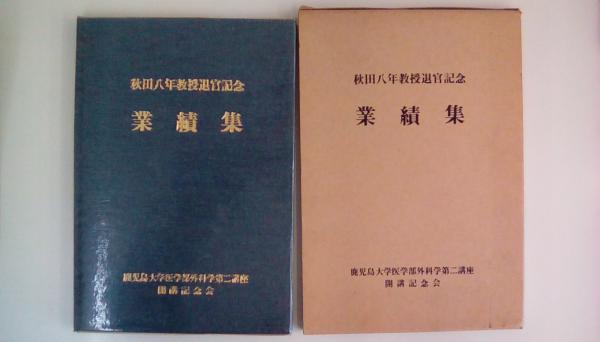 秋田八年教授退官記念
業績集
鹿児島大学医学部外科学第二講座
開講記念会
秋田八年教授退官記念
業績集
鹿児島大学医学部外科学第二講座
開講記念会